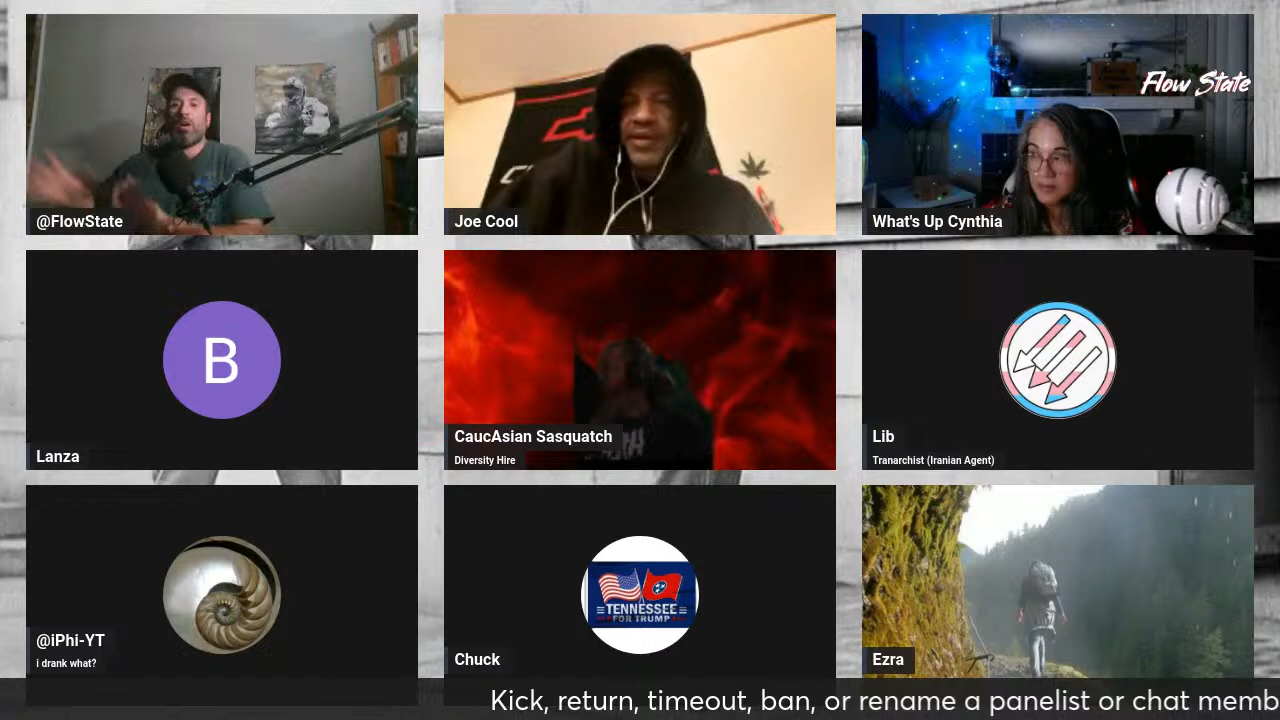 Flow State
@FlowState
Joe Cool
What's Up Cynthia
B
Lanza
CaucAsian Sasquatch
Diversity Hire
Lib
Tranarchist (Iranian Agent)
@iPhi-YT
i drank what?
TENNESSEE
FOR TRUMP
Chuck
Ezra
Kick, return, timeout, ban, or rename a panelist or chat memb